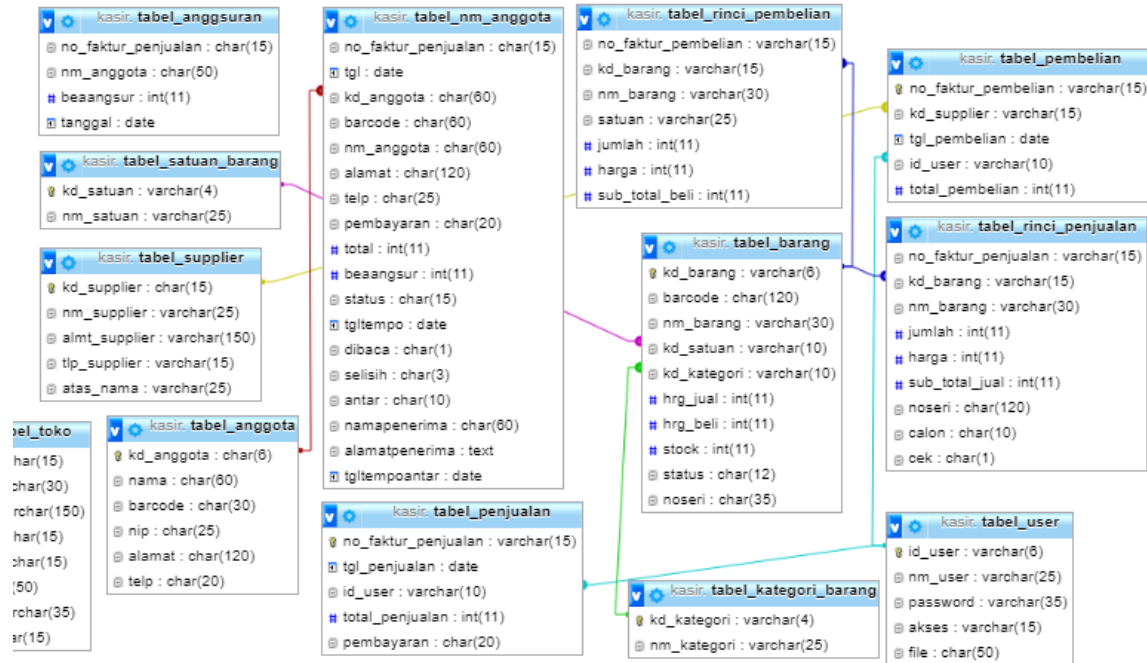 kasir. tabel_anggsuran
no_faktur_penjualan : char(15)
nm_anggota : char(50)
beaangsur : int(11)
tanggal : date
kasir. tabel_satuan_barang
kd_satuan : varchar(4)
nm_satuan : varchar(25)
kasir. tabel_supplier
kd_supplier : char(15)
nm_supplier : varchar(25)
almt_supplier : varchar(150)
tlp_supplier : varchar(15)
atas_nama : varchar(25)
bel_toko
har(15)
char(30)
rchar(150)
har(15)
char(15)
(50)
rchar(35)
ar(15)
kasir. tabel_anggota
kd_anggota : char(6)
nama : char(60)
barcode : char(30)
nip : char(25)
alamat : char(120)
telp : char(20)
kasir. tabel_nm_anggota
no_faktur_penjualan : char(15)
tgl : date
kd_anggota : char(60)
barcode : char(60)
nm_anggota : char(60)
alamat : char(120)
telp : char(25)
pembayaran : char(20)
total : int(11)
beaangsur : int(11)
status : char(15)
tgltempo : date
dibaca : char(1)
selisih : char(3)
antar : char(10)
namapenerima : char(60)
alamatpenerima : text
tgltempoantar : date
kasir. tabel_penjualan
no_faktur_penjualan : varchar(15)
tgl_penjualan : date
id_user : varchar(10)
total_penjualan : int(11)
pembayaran : char(20)
kasir. tabel_rinci_pembelian
no_faktur_pembelian : varchar(15)
kd_barang : varchar(15)
nm_barang : varchar(30)
satuan : varchar(25)
jumlah : int(11)
harga : int(11)
sub_total_beli : int(11)
kasir. tabel_barang
kd_barang : varchar(6)
barcode : char(120)
nm_barang : varchar(30)
kd_satuan : varchar(10)
kd_kategori : varchar(10)
hrg_jual : int(11)
hrg_beli : int(11)
stock : int(11)
status : char(12)
noseri : char(35)
kasir. tabel_kategori_barang
kd_kategori : varchar(4)
nm_kategori : varchar(25)
kasir. tabel_pembelian
no_faktur_pembelian : varchar(15)
kd_supplier : varchar(15)
tgl_pembelian : date
id_user : varchar(10)
total_pembelian : int(11)
kasir. tabel_rinci_penjualan
no_faktur_penjualan : varchar(15)
kd_barang : varchar(15)
nm_barang : varchar(30)
jumlah : int(11)
harga : int(11)
sub_total_jual : int(11)
noseri : char(120)
calon : char(10)
cek : char(1)
kasir. tabel_user
id_user : varchar(6)
nm_user : varchar(25)
password : varchar(35)
akses : varchar(15)
file : char(50)